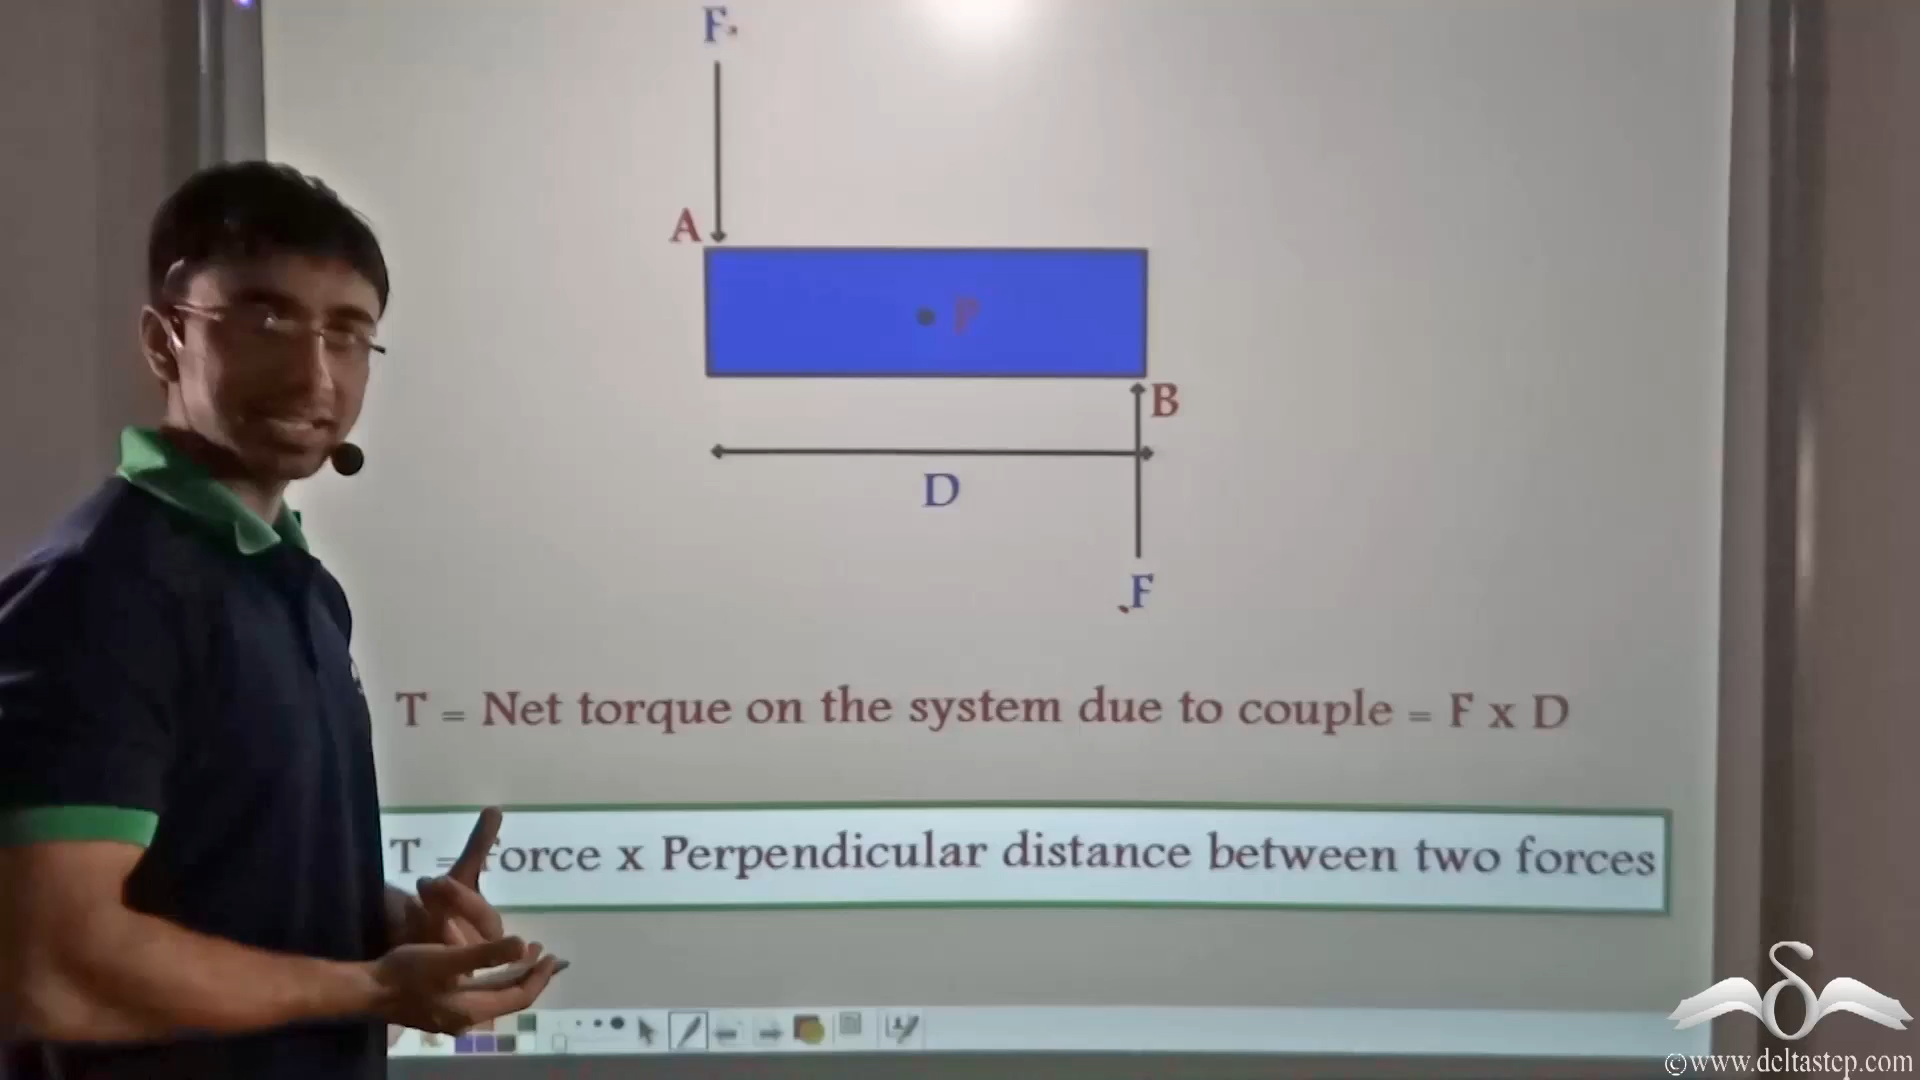 F
A
P
B
D
F
T = Net torque on the system due to couple = F x D
T = Force x Perpendicular distance between two forces
©www.deltastep.com